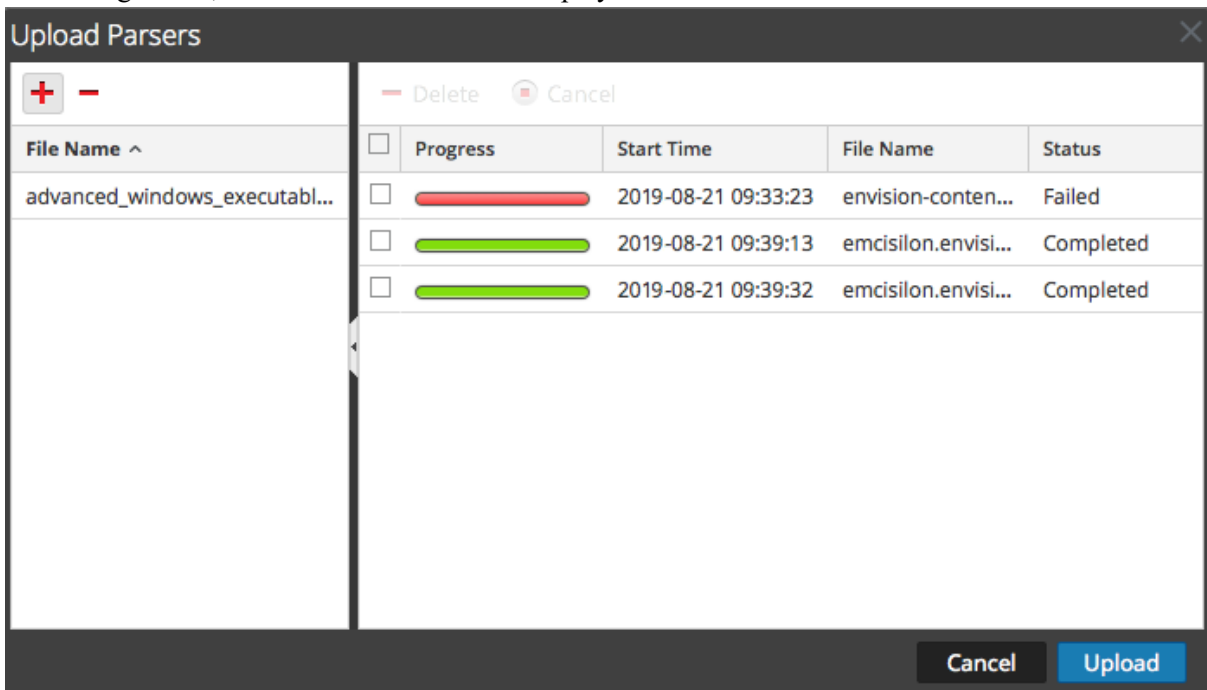 Upload Parsers
Delete Cancel
File Name
Progress Start Time File Name Status
advanced_windows_executabl...
2019-08-21 09:33:23 envision-conten... Failed
2019-08-21 09:39:13 emcisilon.envisi... Completed
2019-08-21 09:39:32 emcisilon.envisi... Completed
Cancel Upload